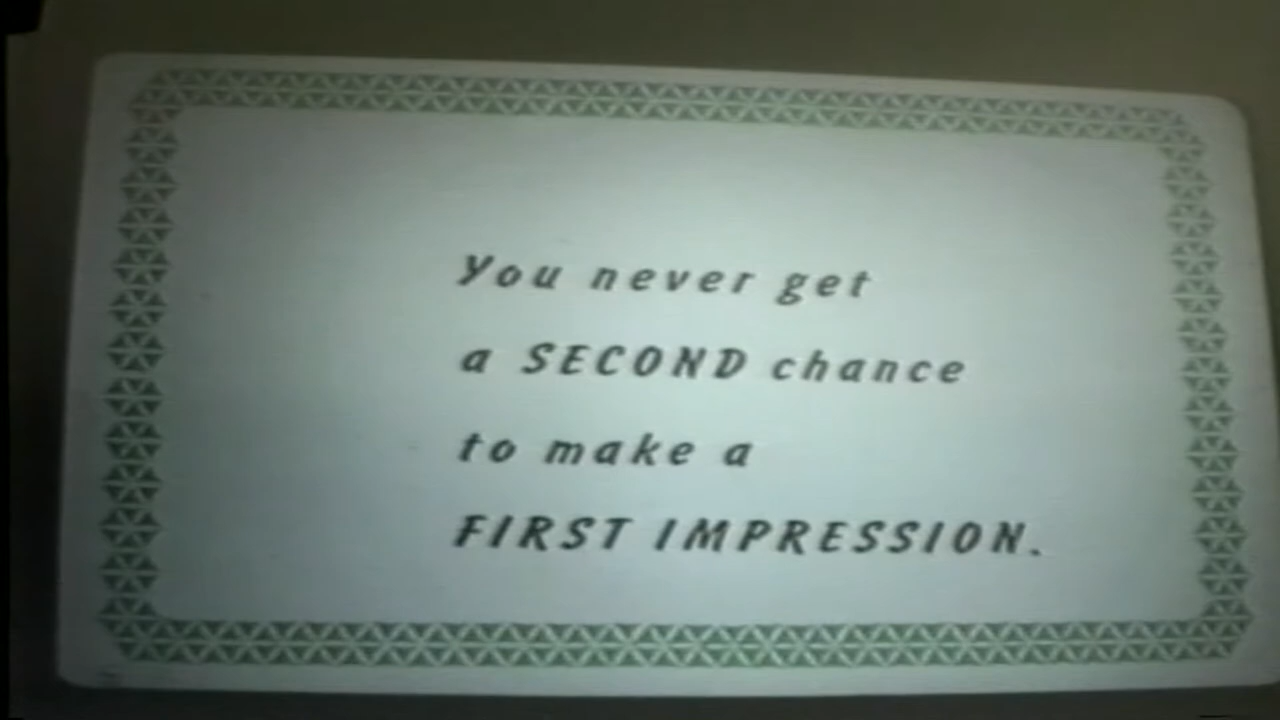 You never get
a SECOND chance
to make a
FIRST IMPRESSION.